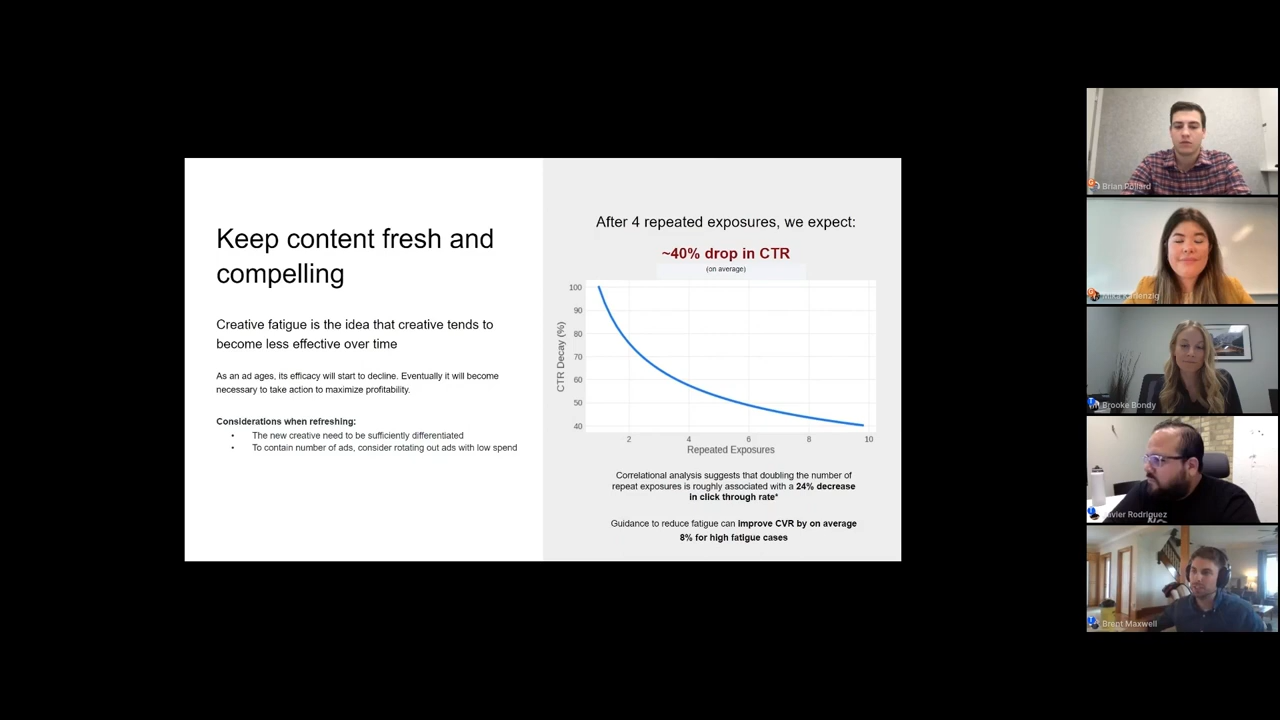 Keep content fresh and
compelling
Creative fatigue is the idea that creative tends to
become less effective over time
As an ad ages, its efficacy will start to decline. Eventually it will become
necessary to take action to maximize profitability.
Considerations when refreshing:
• The new creative need to be sufficiently differentiated
• To contain number of ads, consider rotating out ads with low spend
After 4 repeated exposures, we expect:
~40% drop in CTR
(on average)
CTR Decay (%)
100
90
80
70
60
50
40
2 4 6 8 10
Repeated Exposures
Correlational analysis suggests that doubling the number of
repeat exposures is roughly associated with a 24% decrease
in click through rate*
Guidance to reduce fatigue can improve CVR by on average
8% for high fatigue cases
Brian Pollard
Brooke Bondy
Rodriguez
Brent Maxwell